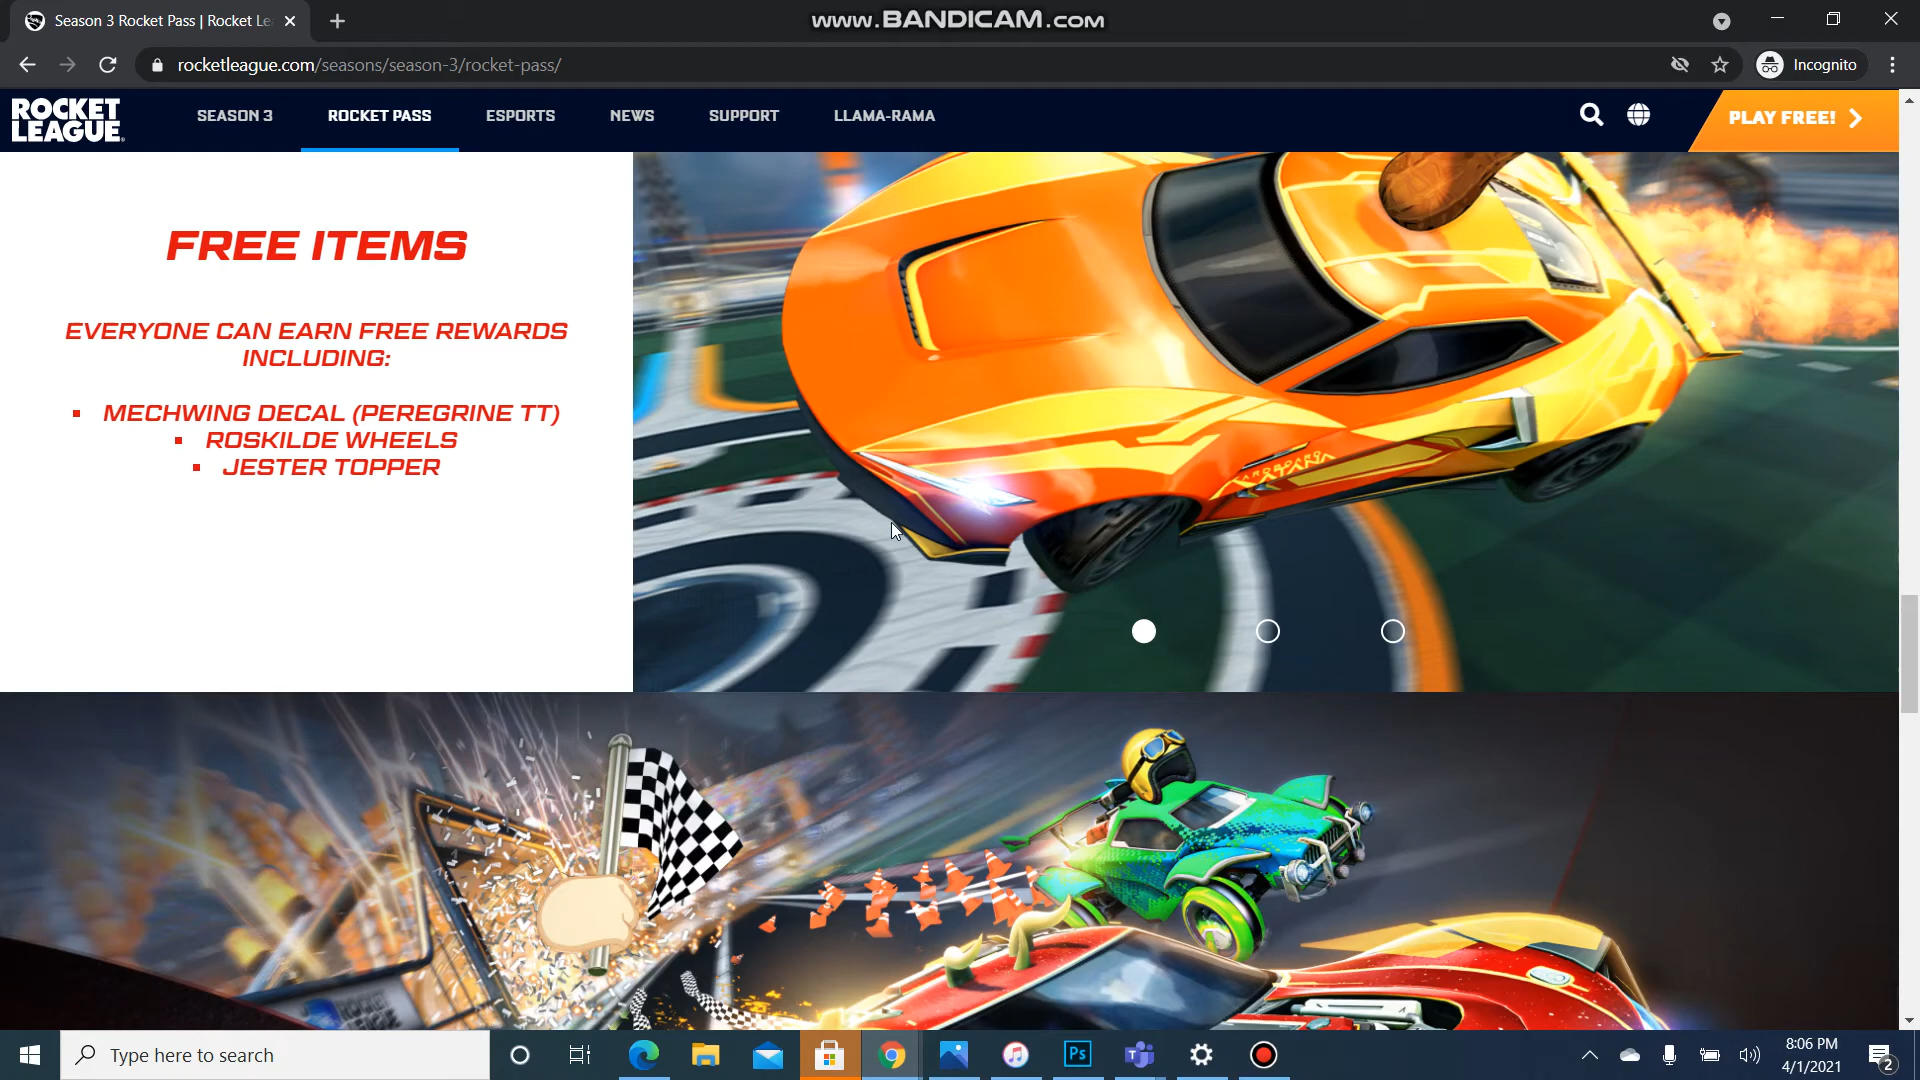 Season 3 Rocket Pass | Rocket Le
www.BANDICAM.com
rocketleague.com/seasons/season-3/rocket-pass/
Incognito
ROCKET
LEAGUE
SEASON 3
ROCKET PASS
ESPORTS
NEWS
SUPPORT
LLAMA-RAMA
PLAY FREE!
FREE ITEMS
EVERYONE CAN EARN FREE REWARDS
INCLUDING:
▪ MECHWING DECAL (PEREGRINE TT)
▪ ROSKILDE WHEELS
▪ JESTER TOPPER
Type here to search
Ps
8:06 PM
4/1/2021
2